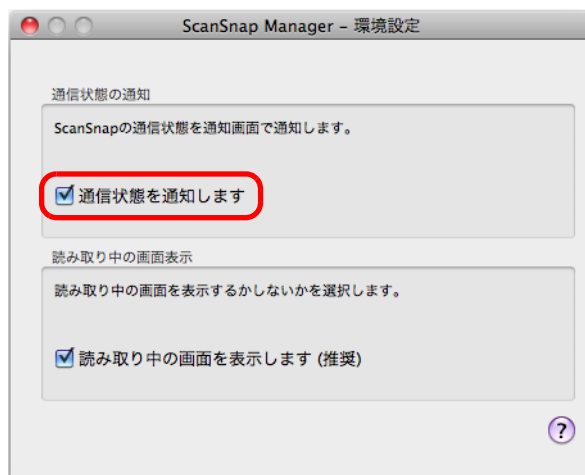 ScanSnap Manager – 環境設定
通信状態の通知
ScanSnapの通信状態を通知画面で通知します。
通信状態を通知します
読み取り中の画面表示
読み取り中の画面を表示するかしないかを選択します。
読み取り中の画面を表示します (推奨)
?